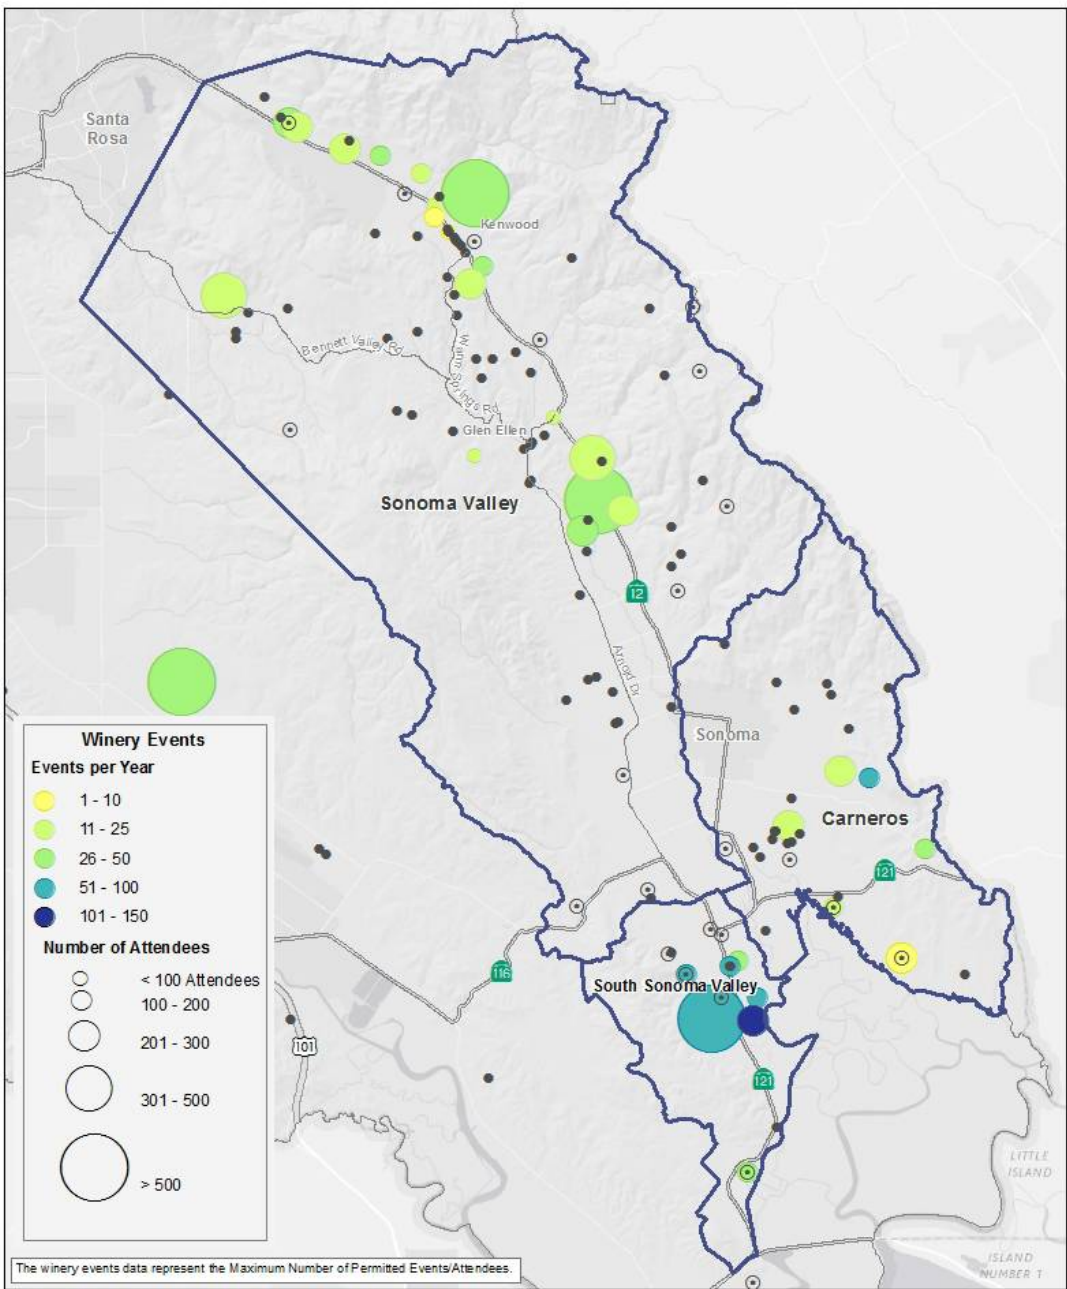 Santa
Rosa
Kenwood
Bennett Valley Rd
Warm Springs Rd
Glen Ellen
Sonoma Valley
12
Arnold Dr
Sonoma
Carneros
121
116
South Sonoma Valley
101
121
LITTLE
ISLAND
ISLAND
NUMBER 1
Winery Events
Events per Year
1 - 10
11 - 25
26 - 50
51 - 100
101 - 150
Number of Attendees
< 100 Attendees
100 - 200
201 - 300
301 - 500
> 500
The winery events data represent the Maximum Number of Permitted Events/Attendees.